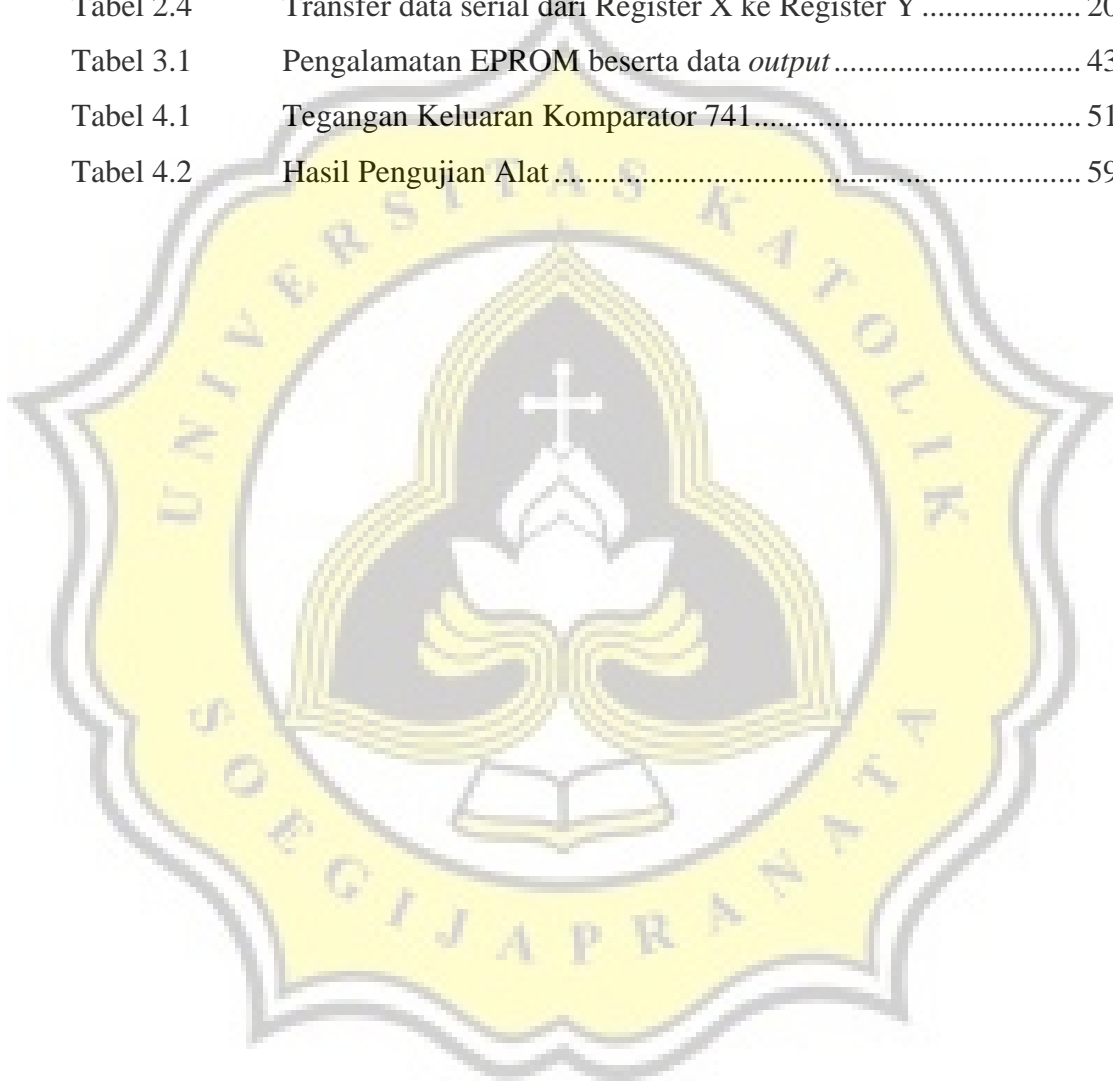 Tabel 2.4 Transfer data serial dari Register X ke Register Y .................... 20
Tabel 3.1 Pengalamatan EPROM beserta data output ............................. 43
Tabel 4.1 Tegangan Keluaran Komparator 741....................................... 51
Tabel 4.2 Hasil Pengujian Alat .............................................................. 59
UNIVERSITAS KATOLIK
SOEGIJAPRANATA